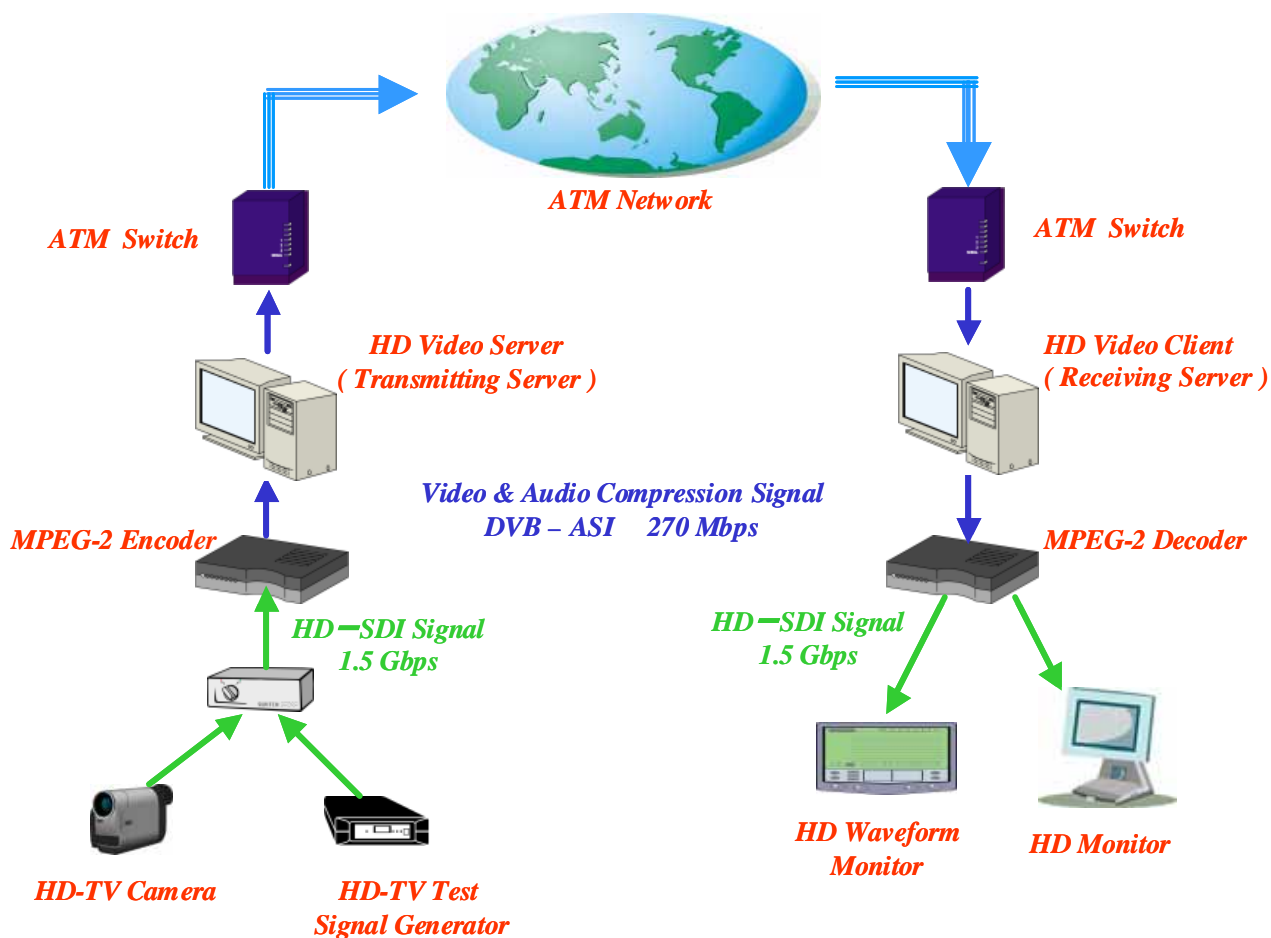 ATM Network
ATM Switch
ATM Switch
HD Video Server
( Transmitting Server )
HD Video Client
( Receiving Server )
Video & Audio Compression Signal
DVB – ASI 270 Mbps
MPEG-2 Encoder
MPEG-2 Decoder
HD－SDI Signal
1.5 Gbps
HD－SDI Signal
1.5 Gbps
HD-TV Camera
HD-TV Test
Signal Generator
HD Waveform
Monitor
HD Monitor